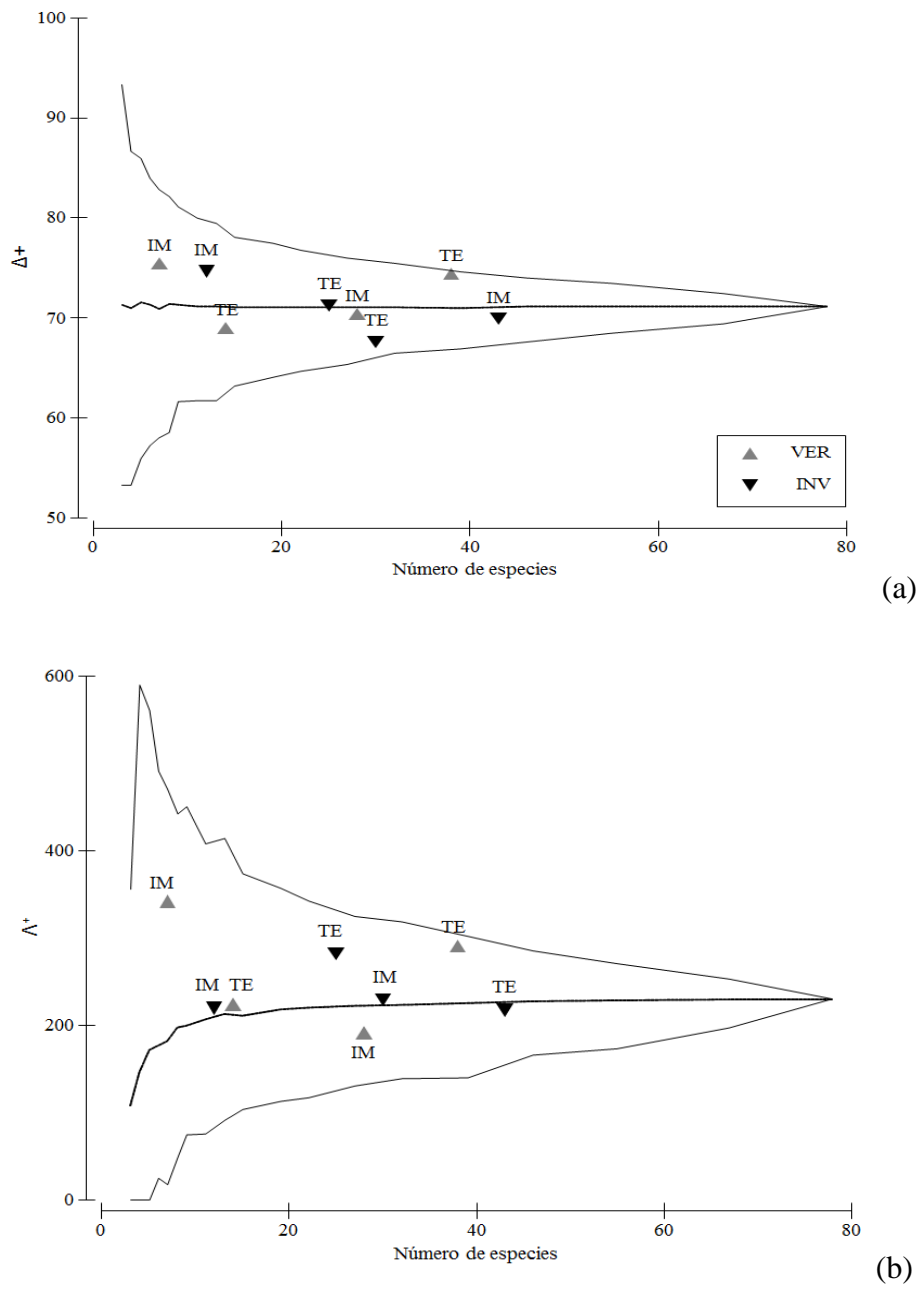 100
90
80
70
60
50
Δ+
IM
IM
TE
TE
TE
IM
TE
IM
VER
INV
0
20
40
60
80
Número de especies
(a)
600
400
200
0
Λ+
IM
TE
TE
IM
TE
IM
TE
IM
0
20
40
60
80
Número de especies
(b)